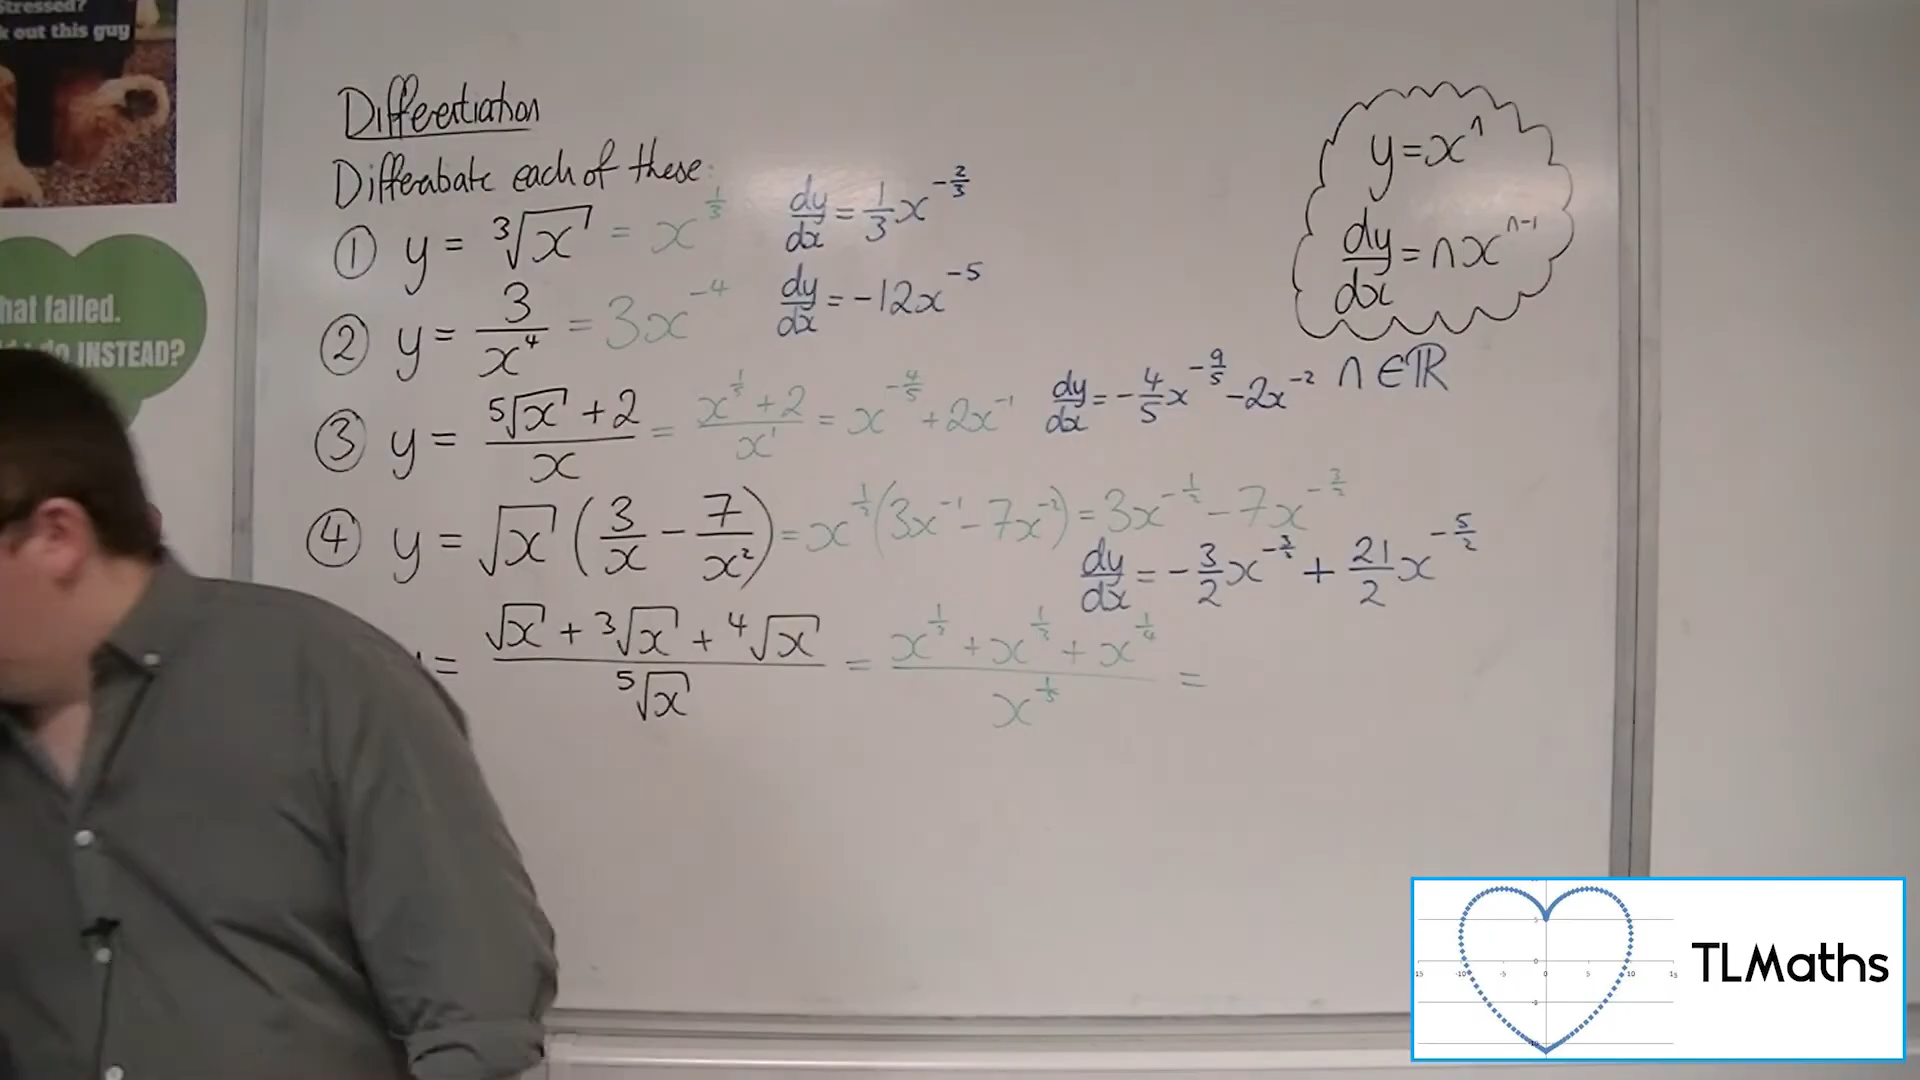 Stressed?
k out this guy
hat failed.
do INSTEAD?
Differentiation
Differentiate each of these:
① y = ³√x = x^(1/3) dy/dx = 1/3 x^(-2/3)
② y = 3/x⁴ = 3x^(-4) dy/dx = -12x^(-5)
③ y = (⁵√x + 2)/x = (x^(1/5) + 2)/x^1 = x^(-4/5) + 2x^(-1) dy/dx = -4/5 x^(-9/5) - 2x^(-2)
④ y = √x (3/x - 7/x²) = x^(1/2)(3x^(-1) - 7x^(-2)) = 3x^(-1/2) - 7x^(-3/2)
dy/dx = -3/2 x^(-3/2) + 21/2 x^(-5/2)
= (√x + ³√x + ⁴√x)/⁵√x = (x^(1/2) + x^(1/3) + x^(1/4))/x^(1/5) =
y = x^n
dy/dx = nx^(n-1)
n ∈ ℝ
TLMaths